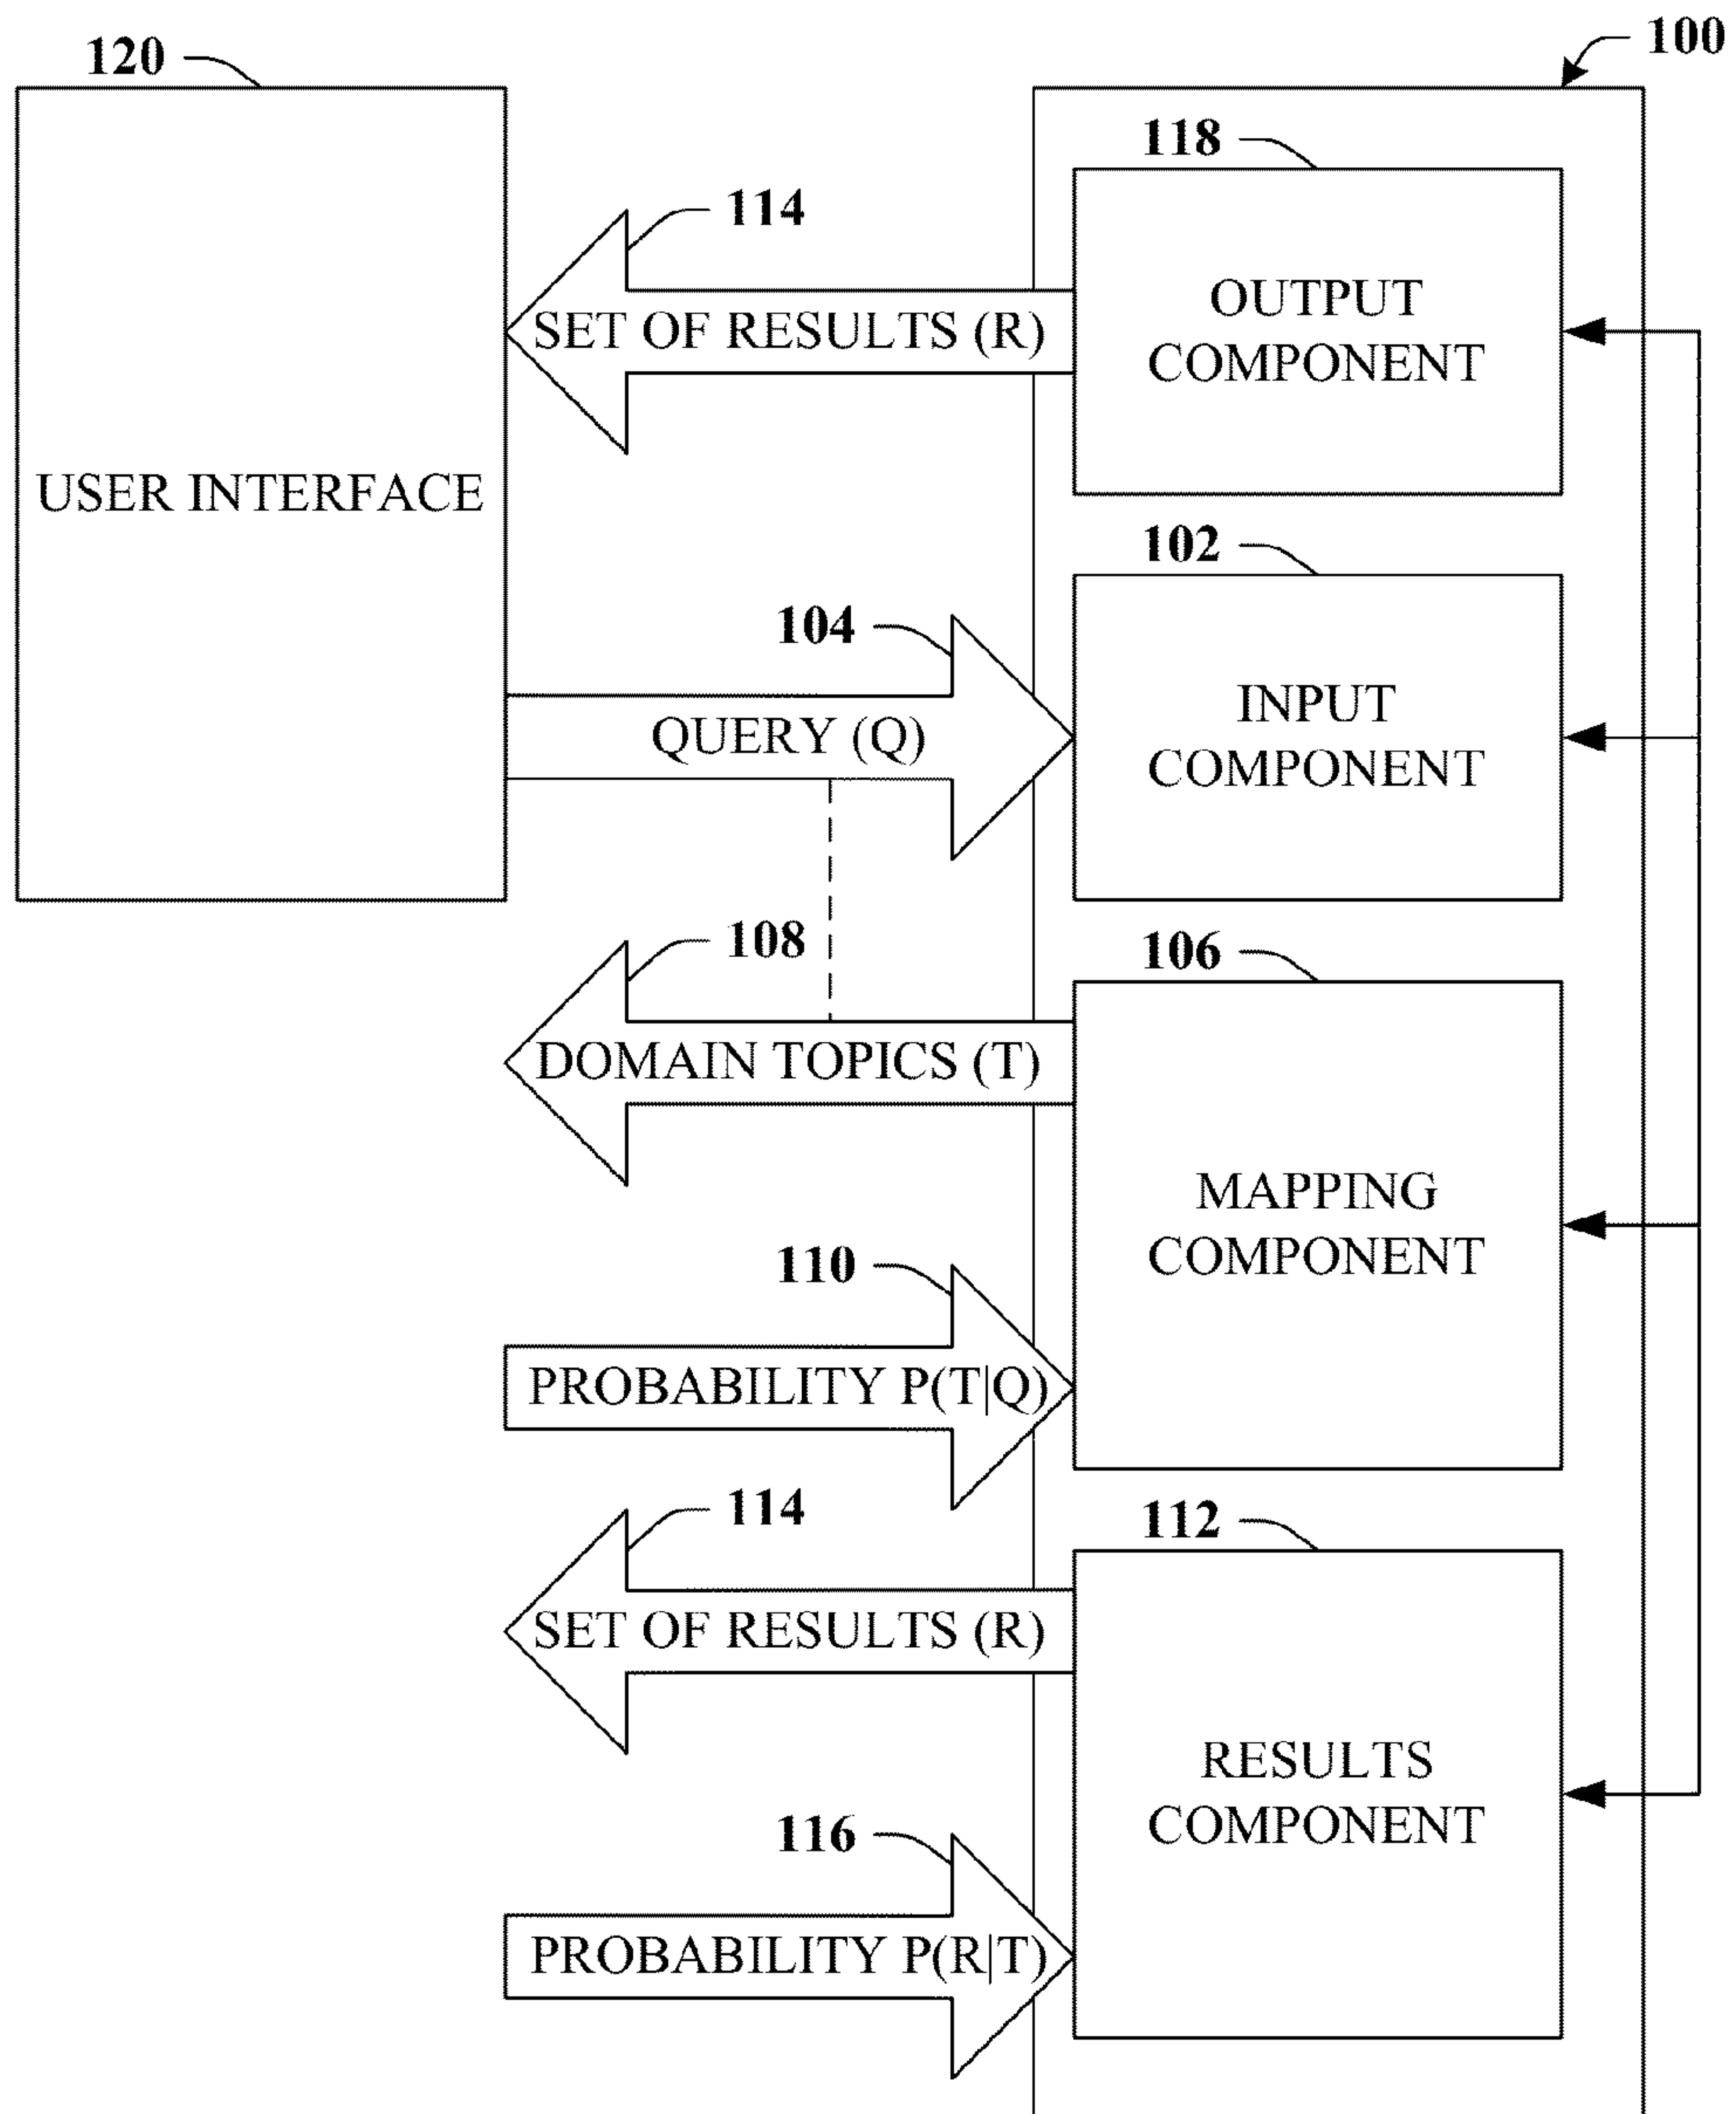 100
120
118
114
OUTPUT
COMPONENT
SET OF RESULTS (R)
USER INTERFACE
102
104
INPUT
COMPONENT
QUERY (Q)
108
106
DOMAIN TOPICS (T)
MAPPING
COMPONENT
110
PROBABILITY P(T|Q)
114
112
SET OF RESULTS (R)
RESULTS
COMPONENT
116
PROBABILITY P(R|T)